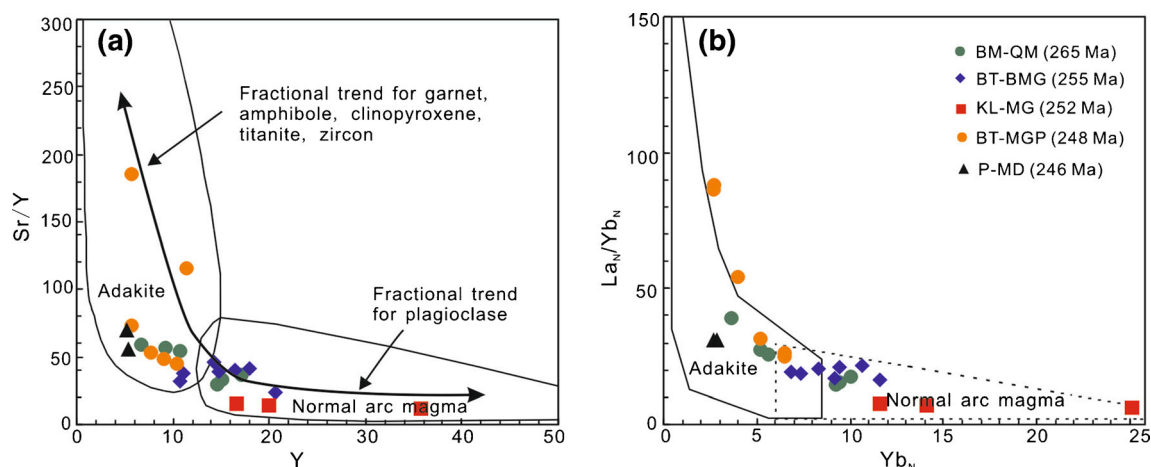 (a)
300
250
200
150
100
50
0
Sr/Y
Fractional trend for garnet,
amphibole, clinopyroxene,
titanite, zircon
Adakite
Fractional trend
for plagioclase
Normal arc magma
0 10 20 30 40 50
Y
(b)
150
100
50
0
La_N/Yb_N
BM-QM (265 Ma)
BT-BMG (255 Ma)
KL-MG (252 Ma)
BT-MGP (248 Ma)
P-MD (246 Ma)
Adakite
Normal arc magma
0 5 10 15 20 25
Yb_N